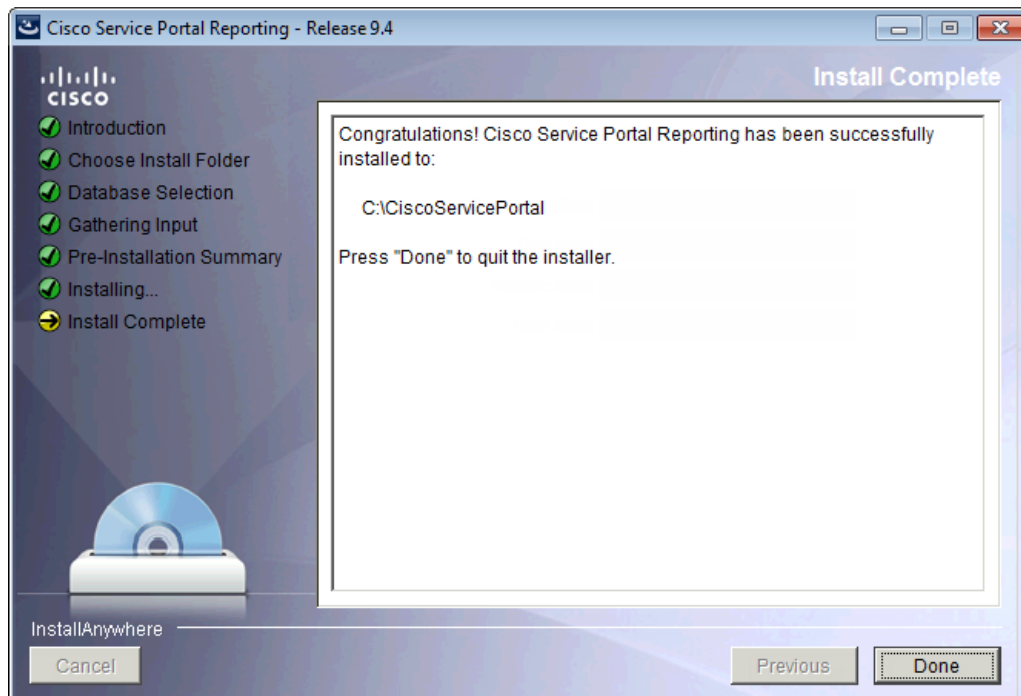 Cisco Service Portal Reporting - Release 9.4
CISCO
Install Complete
Introduction
Choose Install Folder
Database Selection
Gathering Input
Pre-Installation Summary
Installing...
Install Complete
Congratulations! Cisco Service Portal Reporting has been successfully
installed to:
C:\CiscoServicePortal
Press "Done" to quit the installer.
InstallAnywhere
Cancel
Previous
Done